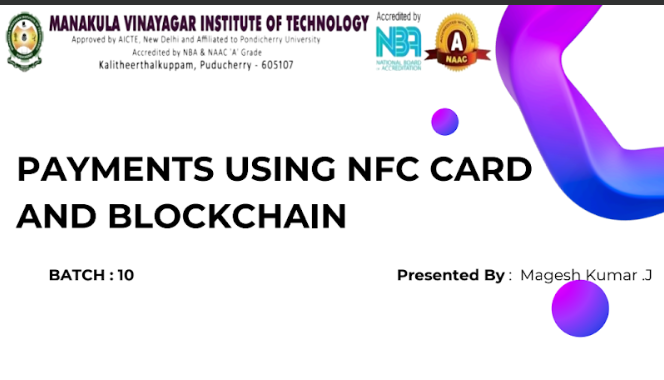 MANAKULA VINAYAGAR INSTITUTE OF TECHNOLOGY
Approved by AICTE, New Delhi and Affiliated to Pondicherry University
Accredited by NBA & NAAC 'A' Grade
Kalitheerthalkuppam, Puducherry - 605107
Accredited by
NBA
NATIONAL BOARD
of ACCREDITATION
A
NAAC
PAYMENTS USING NFC CARD
AND BLOCKCHAIN
BATCH : 10
Presented By : Magesh Kumar .J